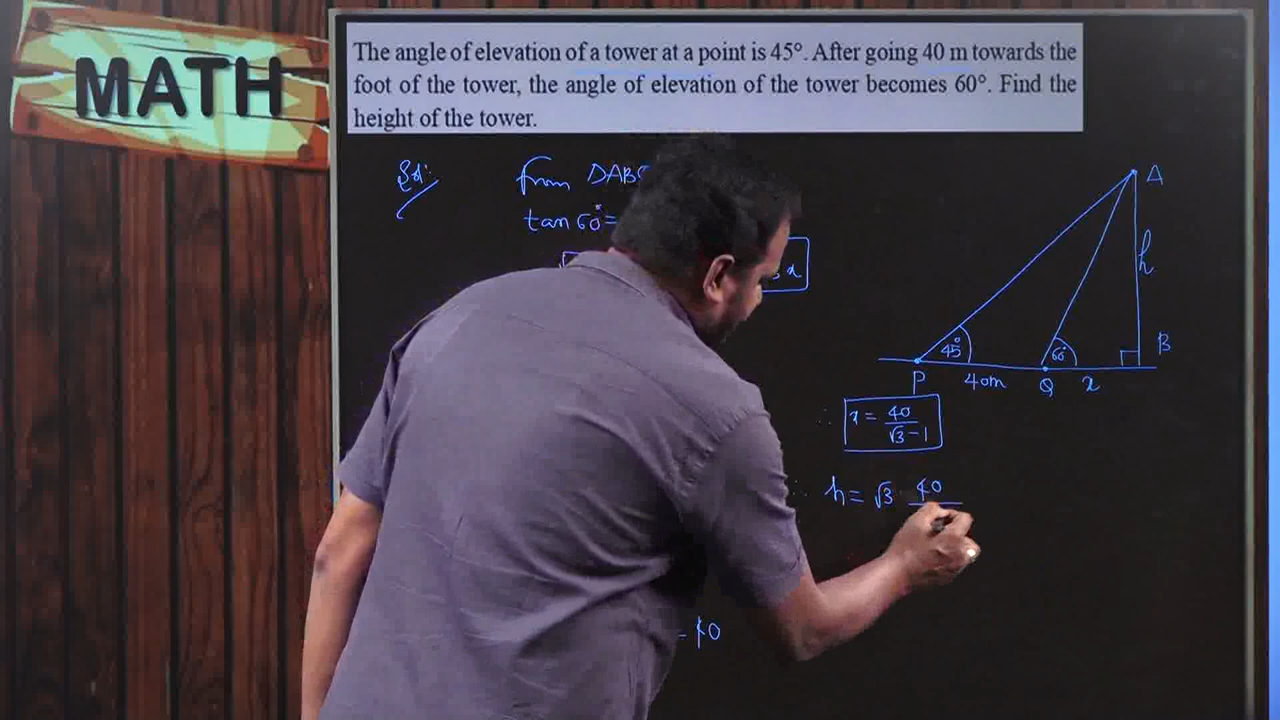 MATH
The angle of elevation of a tower at a point is 45°. After going 40 m towards the
foot of the tower, the angle of elevation of the tower becomes 60°. Find the
height of the tower.
Sol:
from ΔABQ
tan 60° =
x
A
h
B
45°
60°
P
40m
Q
x
∴ x = 40/√3-1
∴ h = √3 40
= 40